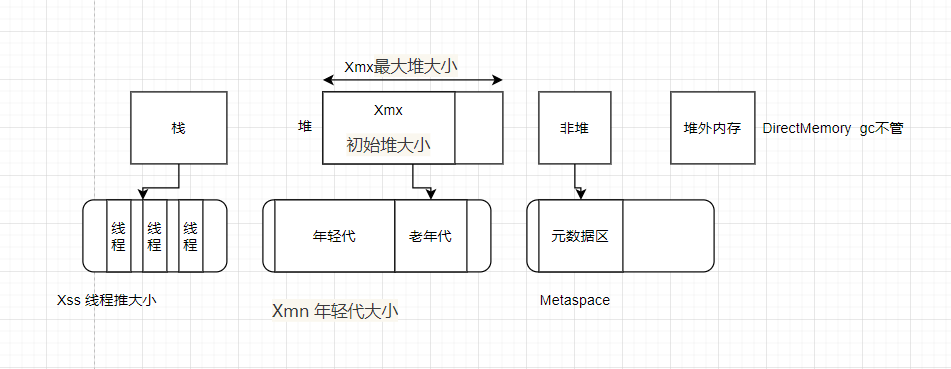 Xmx最大堆大小
栈
堆
Xmx
初始堆大小
非堆
堆外内存
DirectMemory gc不管
线程
线程
线程
年轻代
老年代
元数据区
Xss 线程推大小
Xmn 年轻代大小
Metaspace